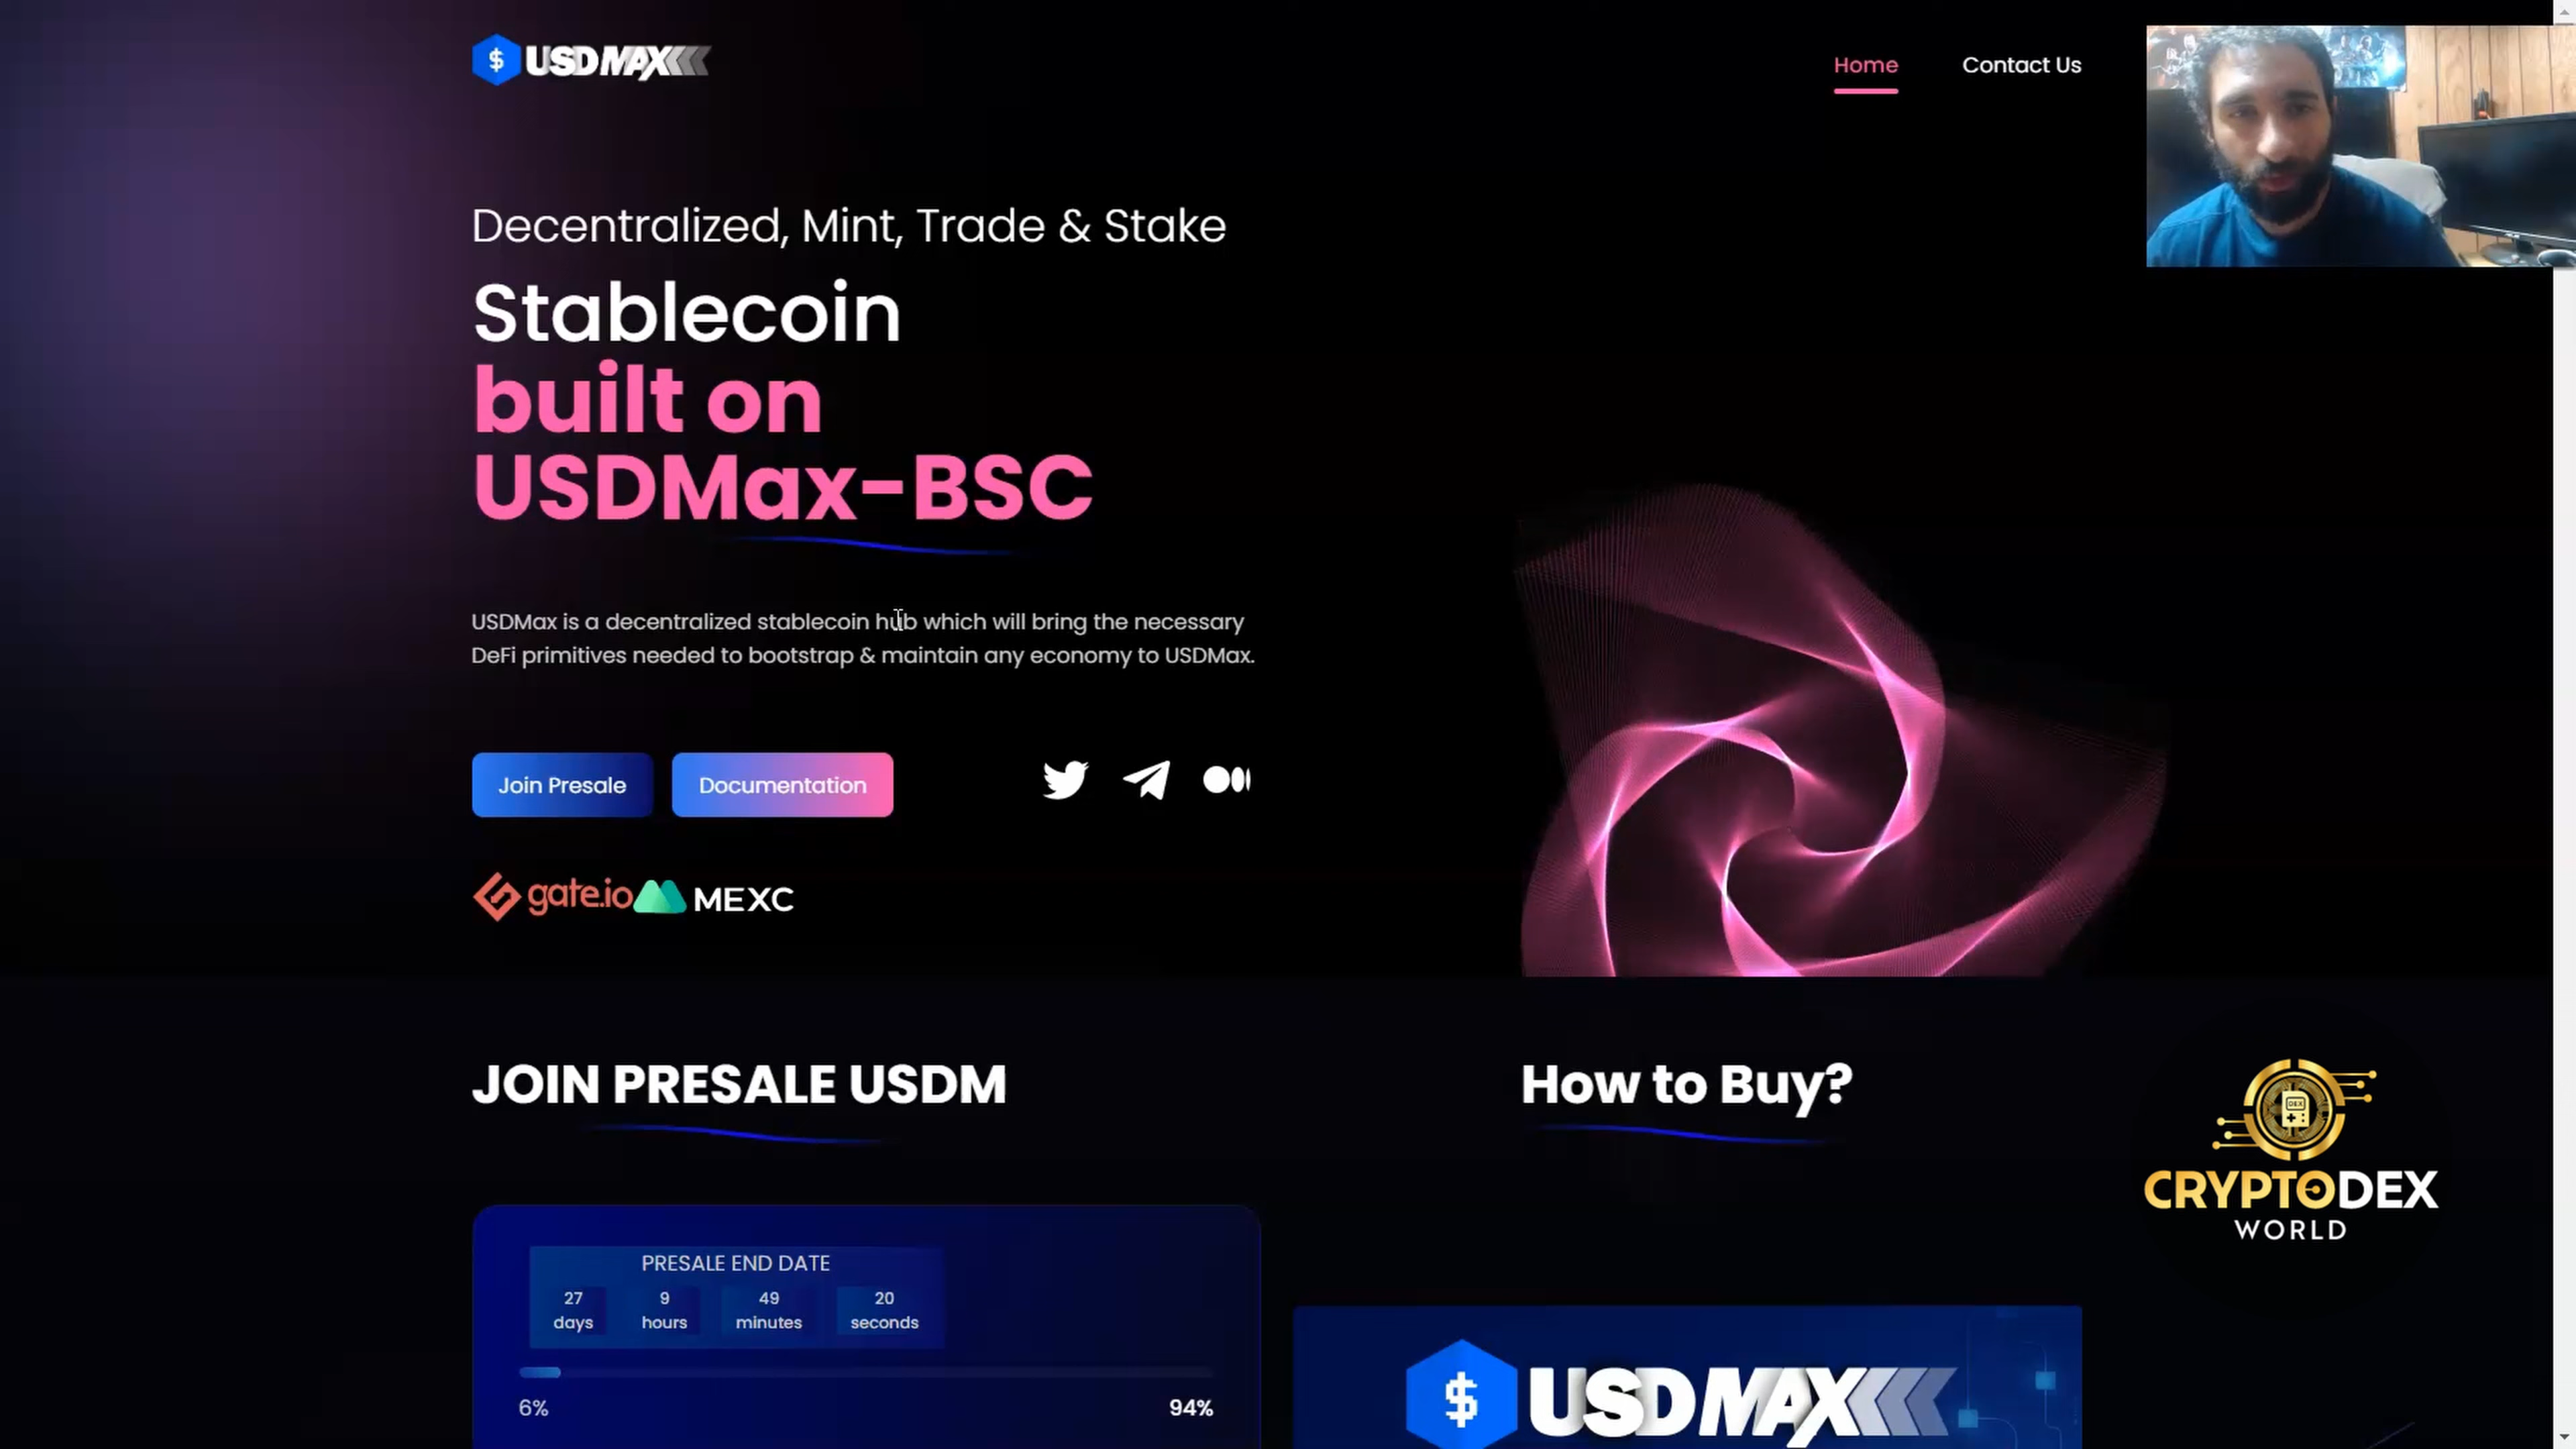 USDMAX
Home
Contact Us
Decentralized, Mint, Trade & Stake
Stablecoin
built on
USDMax-BSC
USDMax is a decentralized stablecoin hub which will bring the necessary
DeFi primitives needed to bootstrap & maintain any economy to USDMax.
Join Presale
Documentation
gate.io MEXC
JOIN PRESALE USDM
How to Buy?
DEX
CRYPTODEX
WORLD
PRESALE END DATE
27 9 49 20
days hours minutes seconds
6% 94%
USDMAX